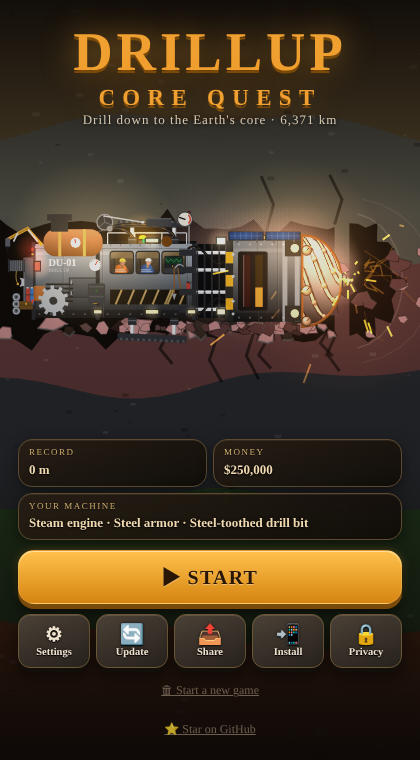 DRILLUP
CORE QUEST
Drill down to the Earth's core · 6,371 km
DU-01
RECORD
0 m
MONEY
$250,000
YOUR MACHINE
Steam engine · Steel armor · Steel-toothed drill bit
▶ START
Settings
Update
Share
Install
Privacy
Start a new game
Star on GitHub